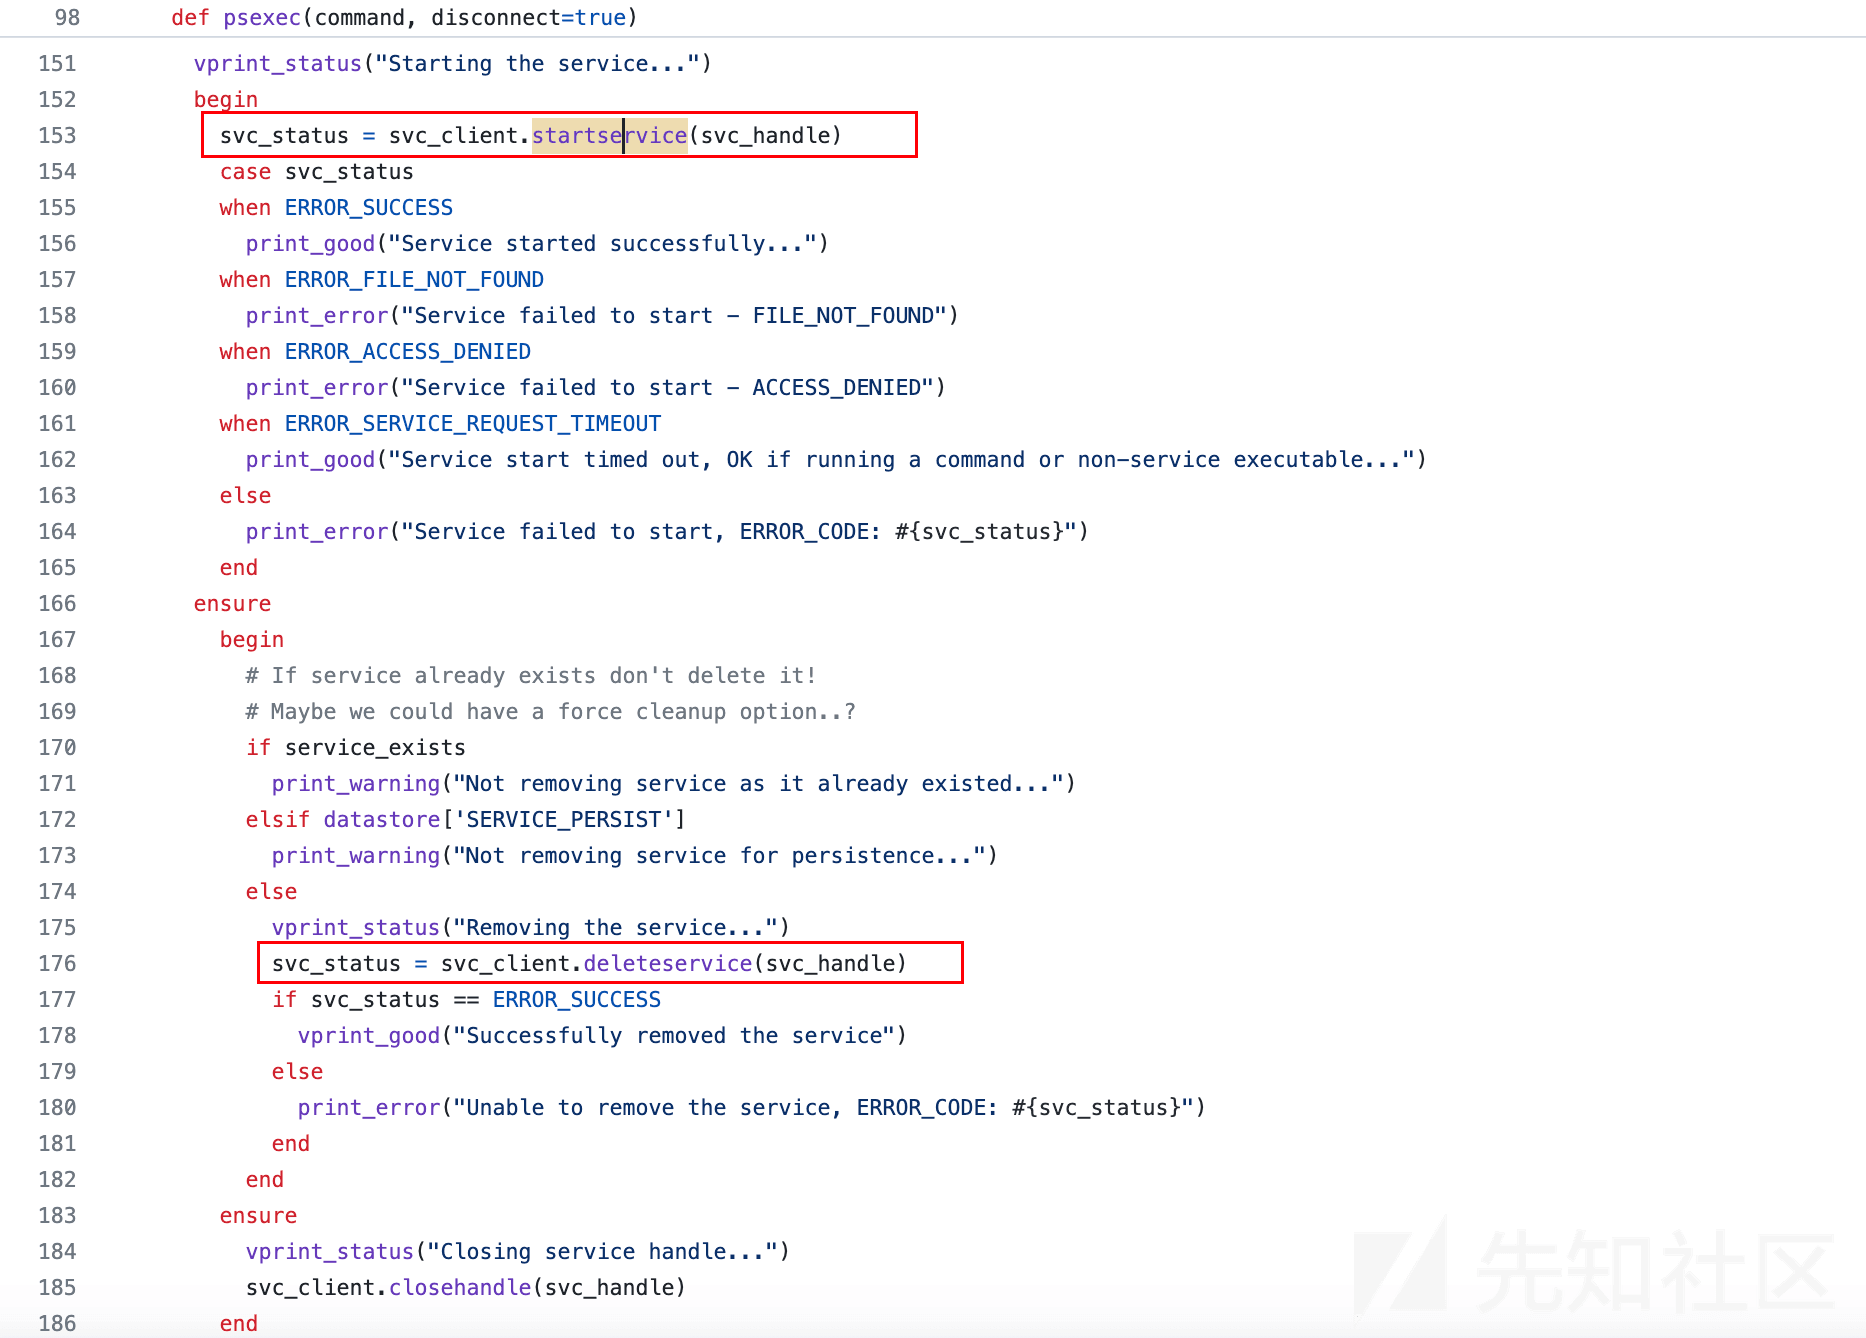 98 def psexec(command, disconnect=true)
151 vprint_status("Starting the service...")
152 begin
153 svc_status = svc_client.startservice(svc_handle)
154 case svc_status
155 when ERROR_SUCCESS
156 print_good("Service started successfully...")
157 when ERROR_FILE_NOT_FOUND
158 print_error("Service failed to start – FILE_NOT_FOUND")
159 when ERROR_ACCESS_DENIED
160 print_error("Service failed to start – ACCESS_DENIED")
161 when ERROR_SERVICE_REQUEST_TIMEOUT
162 print_good("Service start timed out, OK if running a command or non-service executable...")
163 else
164 print_error("Service failed to start, ERROR_CODE: #{svc_status}")
165 end
166 ensure
167 begin
168 # If service already exists don't delete it!
169 # Maybe we could have a force cleanup option..?
170 if service_exists
171 print_warning("Not removing service as it already existed...")
172 elsif datastore['SERVICE_PERSIST']
173 print_warning("Not removing service for persistence...")
174 else
175 vprint_status("Removing the service...")
176 svc_status = svc_client.deleteservice(svc_handle)
177 if svc_status == ERROR_SUCCESS
178 vprint_good("Successfully removed the service")
179 else
180 print_error("Unable to remove the service, ERROR_CODE: #{svc_status}")
181 end
182 end
183 ensure
184 vprint_status("Closing service handle...")
185 svc_client.closehandle(svc_handle)
186 end
先知社区